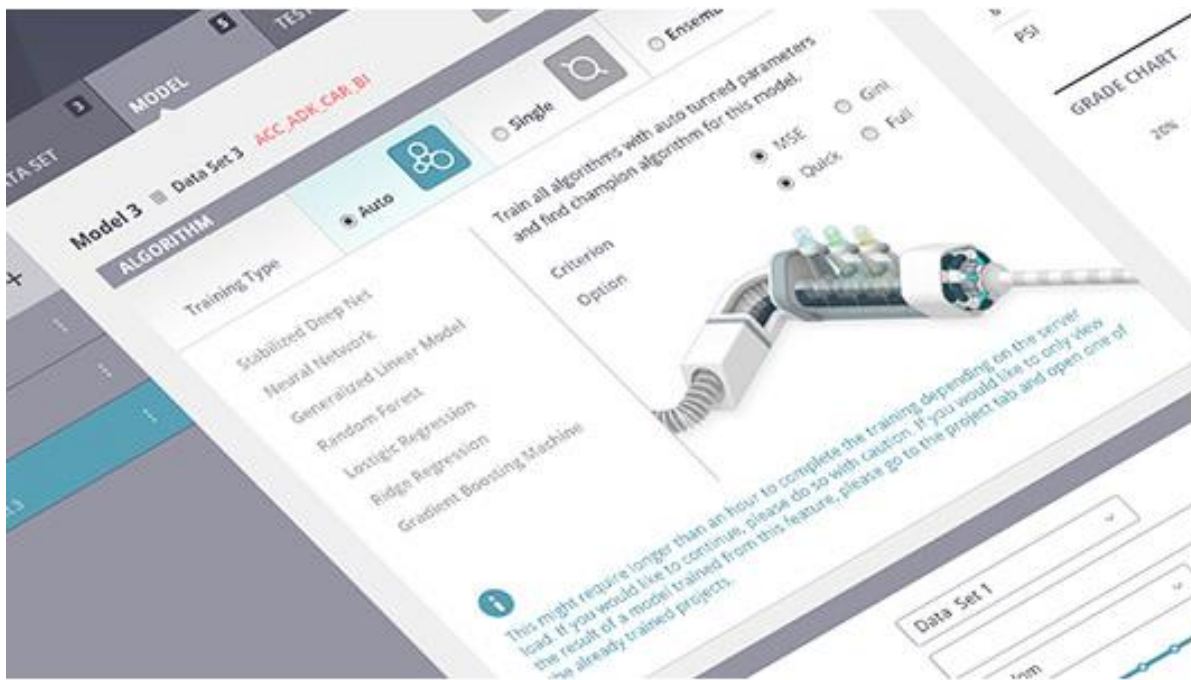 3
5
TEST
DATA SET
MODEL
Model 3
Data Set 3
ACC_ADK_CAR_BI
ALGORITHM
Training Type
Auto
Single
Ensemb
Stabilized Deep Net
Neural Network
Generalized Linear Model
Random Forest
Lostigic Regression
Ridge Regression
Gradient Boosting Machine
Train all algorithms with auto tunned parameters
and find champion algorithm for this model.
Criterion
MSE
Gini
Option
Quick
Full
This might require longer than an hour to complete the training depending on the server
load. If you would like to continue, please do so with caution. If you would like to only view
the result of a model trained from this feature, please go to the project tab and open one of
the already trained projects.
PSI
GRADE CHART
20%
Data Set 1